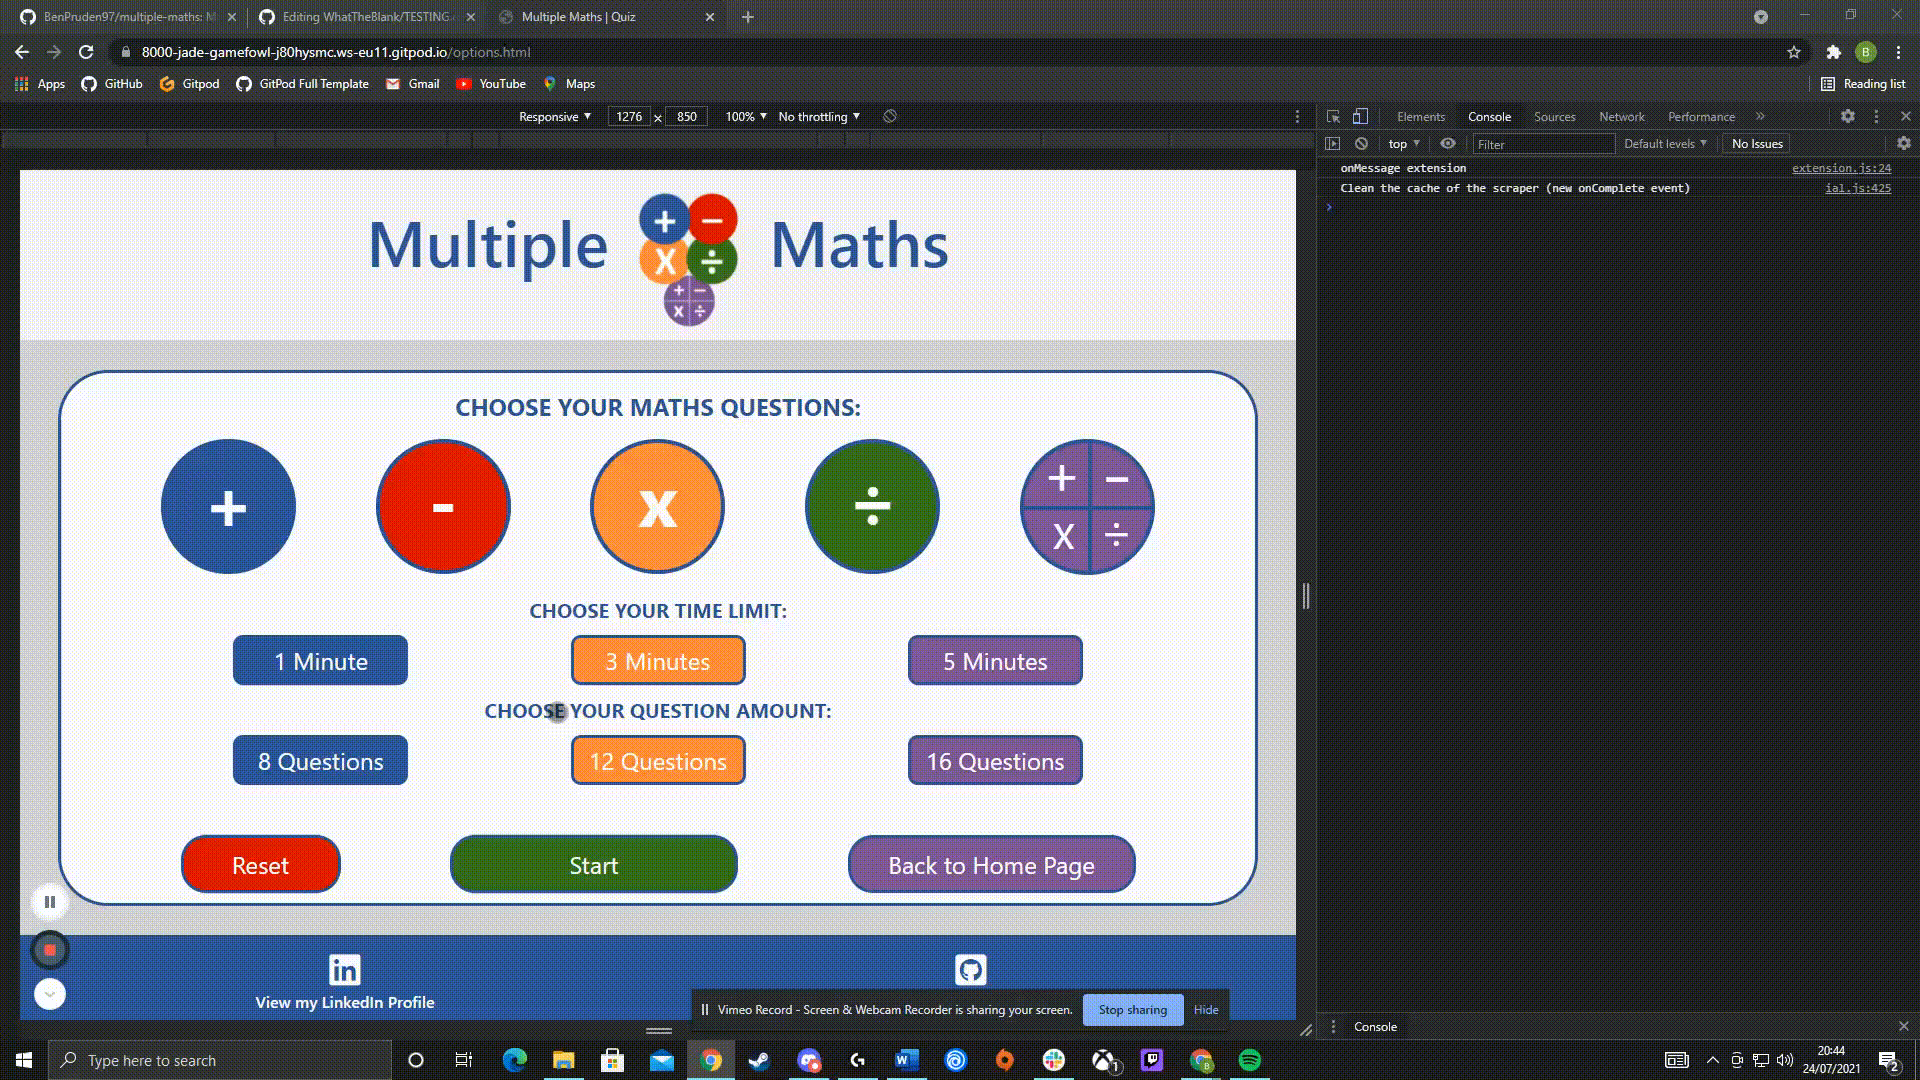 BenPruden97/multiple-maths: M
Editing WhatTheBlank/TESTING.
Multiple Maths | Quiz
8000-jade-gamefowl-j80hysmc.ws-eu11.gitpod.io/options.html
B
Apps
GitHub
Gitpod
GitPod Full Template
Gmail
YouTube
Maps
Reading list
Responsive
1276 x 850
100%
No throttling
Elements
Console
Sources
Network
Performance
top
Filter
Default levels
No Issues
onMessage extension
extension.js:24
Clean the cache of the scraper (new onComplete event)
ial.js:425
Multiple Maths
+ −
X ÷
+ −
X ÷
CHOOSE YOUR MATHS QUESTIONS:
+ - x ÷ + − X ÷
CHOOSE YOUR TIME LIMIT:
1 Minute
3 Minutes
5 Minutes
CHOOSE YOUR QUESTION AMOUNT:
8 Questions
12 Questions
16 Questions
Reset
Start
Back to Home Page
in
View my LinkedIn Profile
Vimeo Record - Screen & Webcam Recorder is sharing your screen.
Stop sharing
Hide
Console
Type here to search
20:44
24/07/2021
2